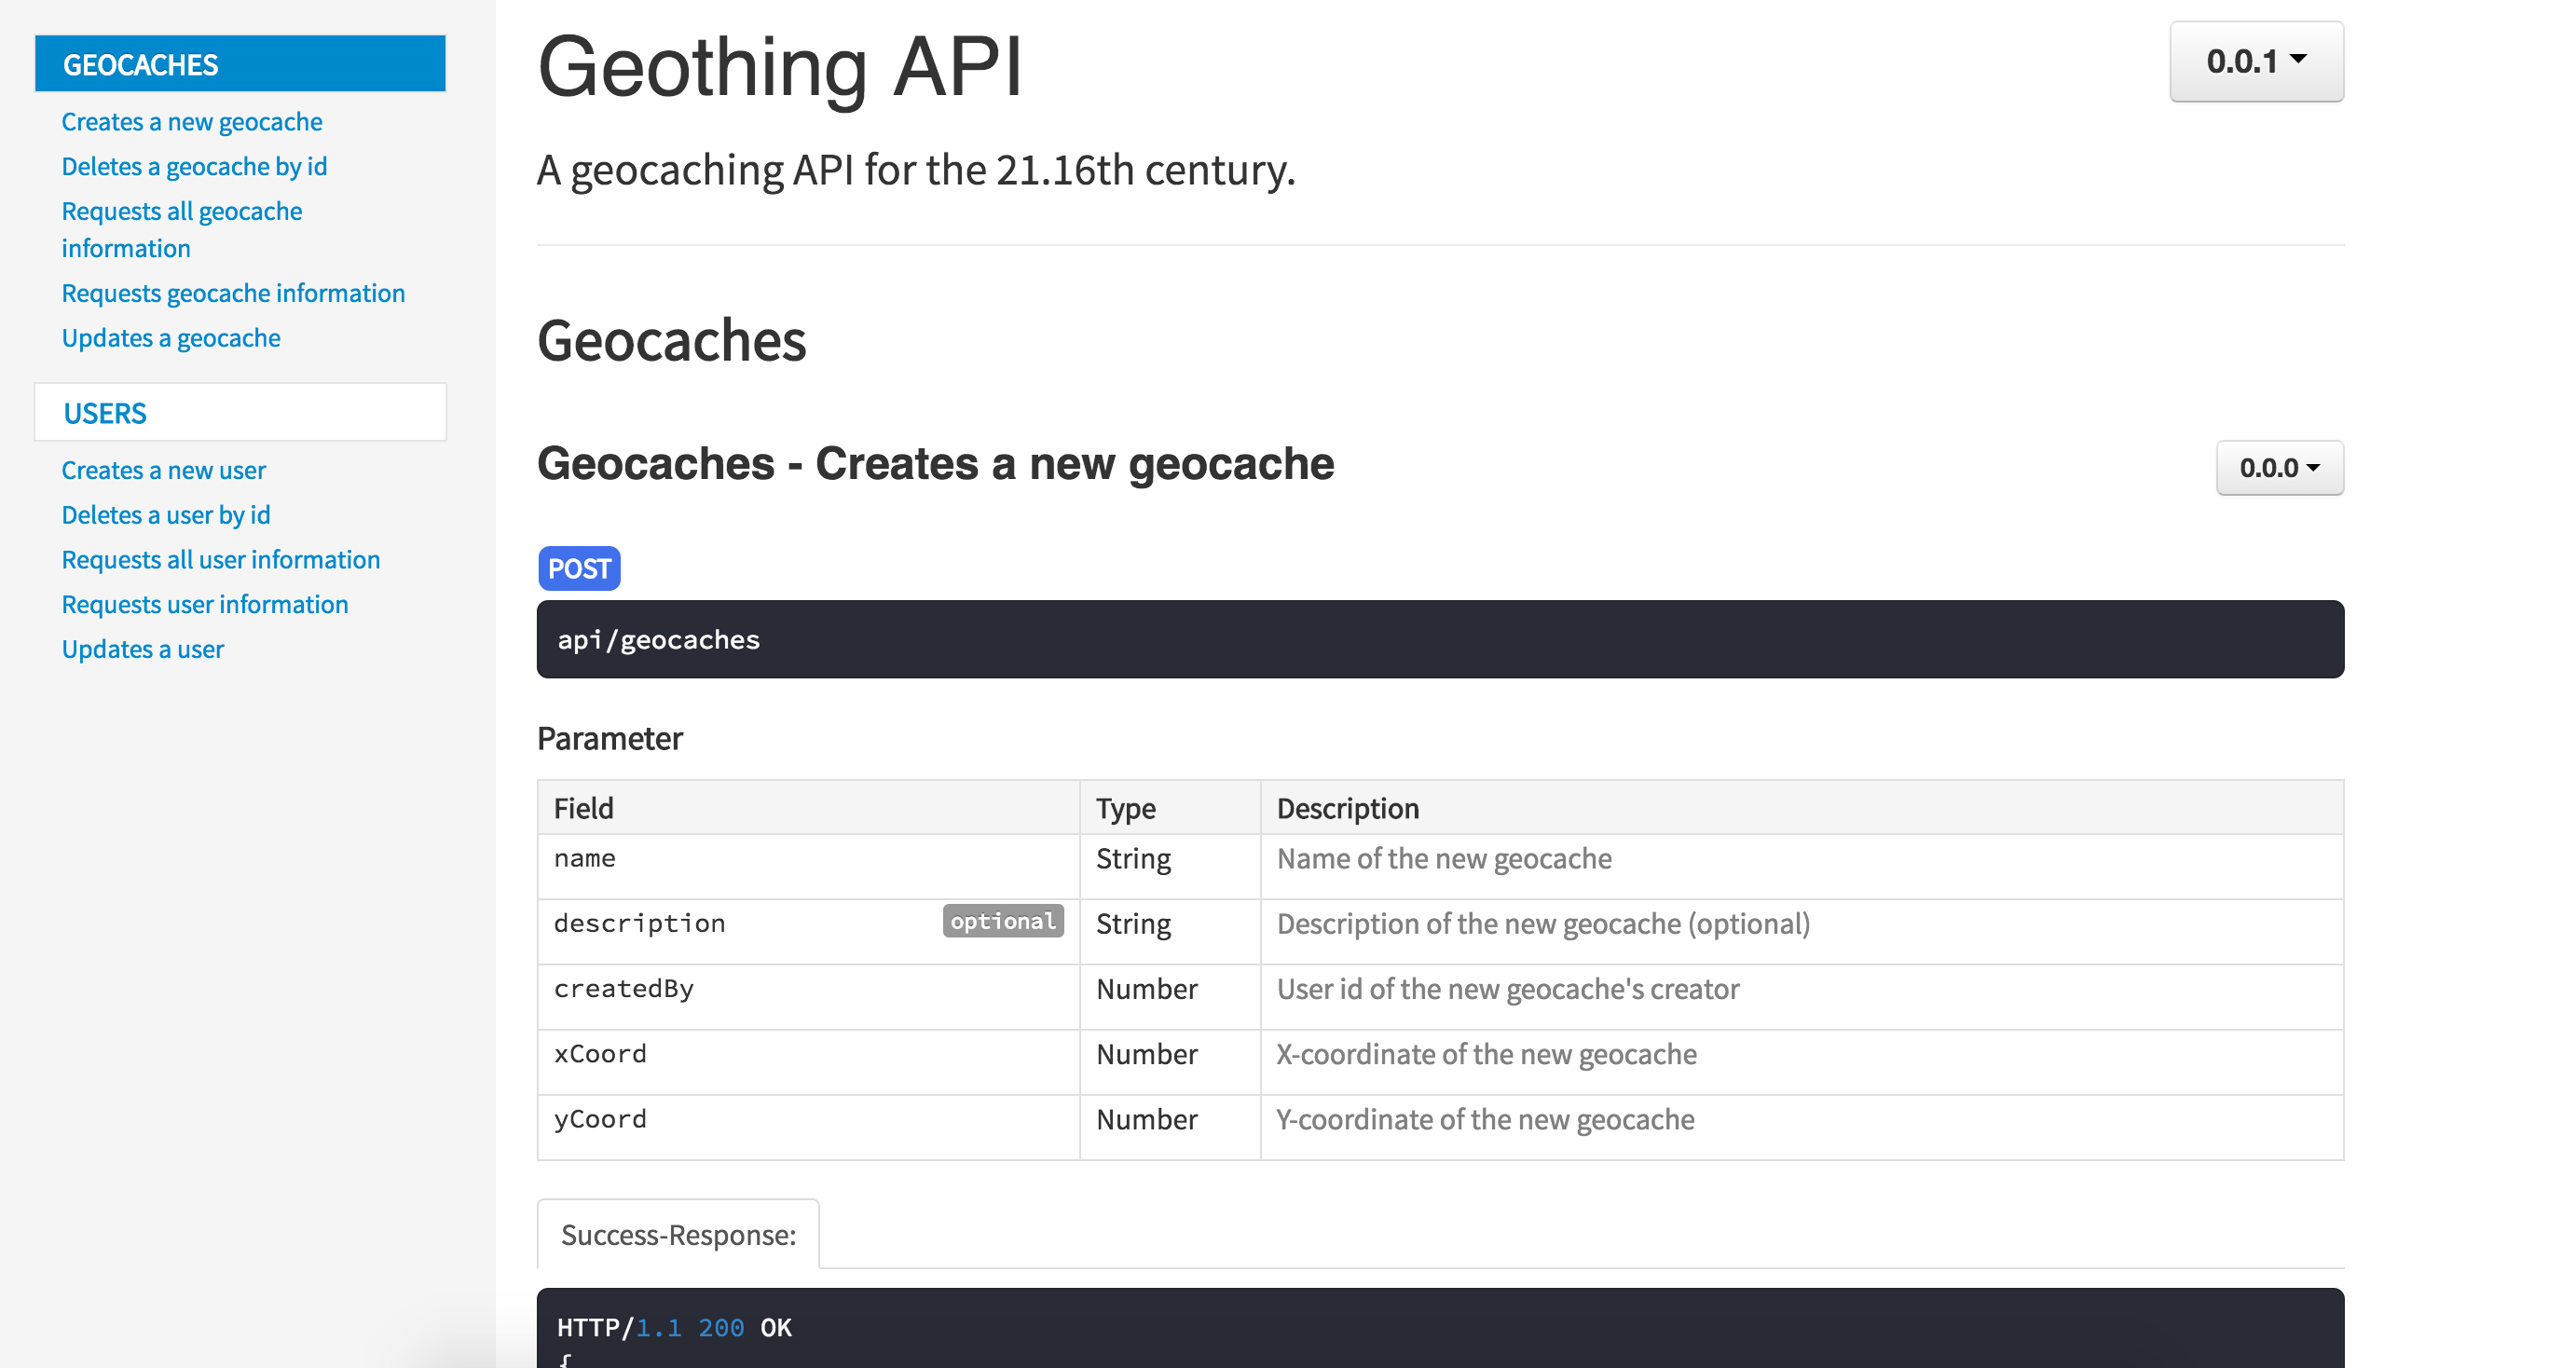 GEOCACHES
Creates a new geocache
Deletes a geocache by id
Requests all geocache
information
Requests geocache information
Updates a geocache
USERS
Creates a new user
Deletes a user by id
Requests all user information
Requests user information
Updates a user
Geothing API
0.0.1
A geocaching API for the 21.16th century.
Geocaches
Geocaches - Creates a new geocache
0.0.0
POST
api/geocaches
Parameter
Field Type Description
name String Name of the new geocache
description optional String Description of the new geocache (optional)
createdBy Number User id of the new geocache's creator
xCoord Number X-coordinate of the new geocache
yCoord Number Y-coordinate of the new geocache
Success-Response:
HTTP/1.1 200 OK
{